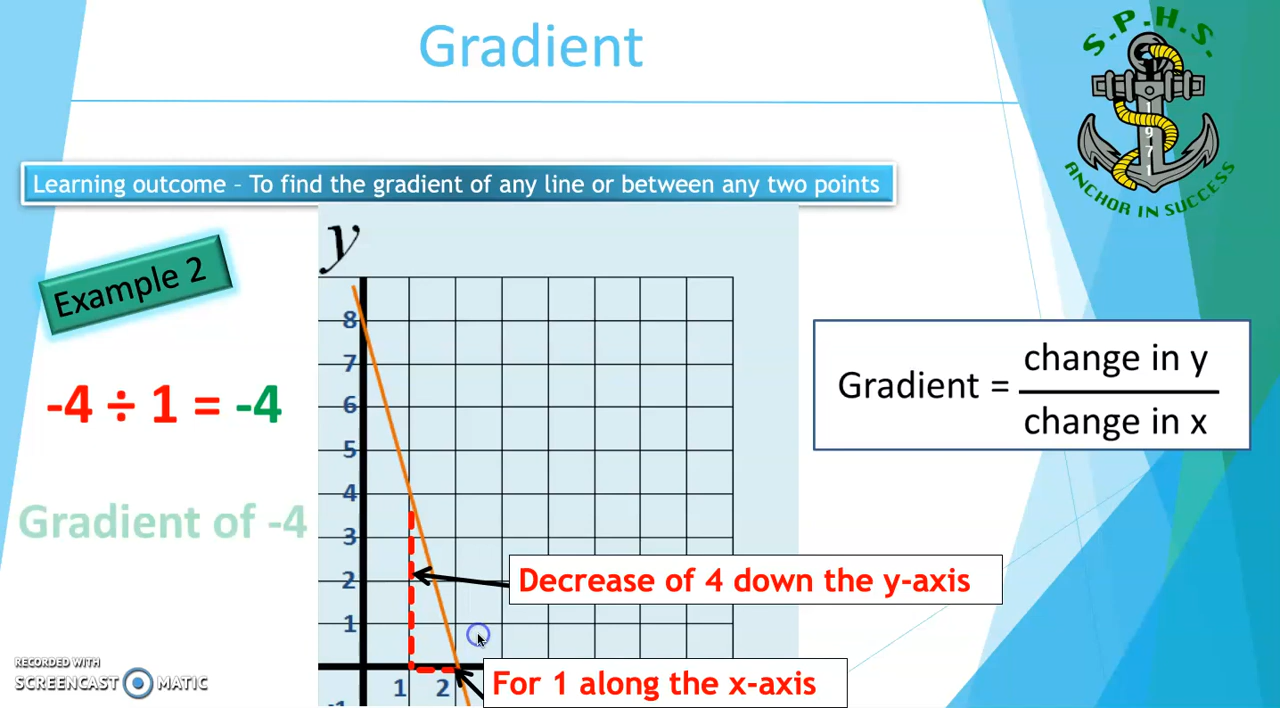 Gradient
S.P.H.S.
1971
ANCHOR IN SUCCESS
Learning outcome – To find the gradient of any line or between any two points
Example 2
-4 ÷ 1 = -4
Gradient of -4
y
8
7
6
5
4
3
2
1
1 2
-1
Gradient = change in y
change in x
Decrease of 4 down the y-axis
For 1 along the x-axis
RECORDED WITH
SCREENCAST MATIC